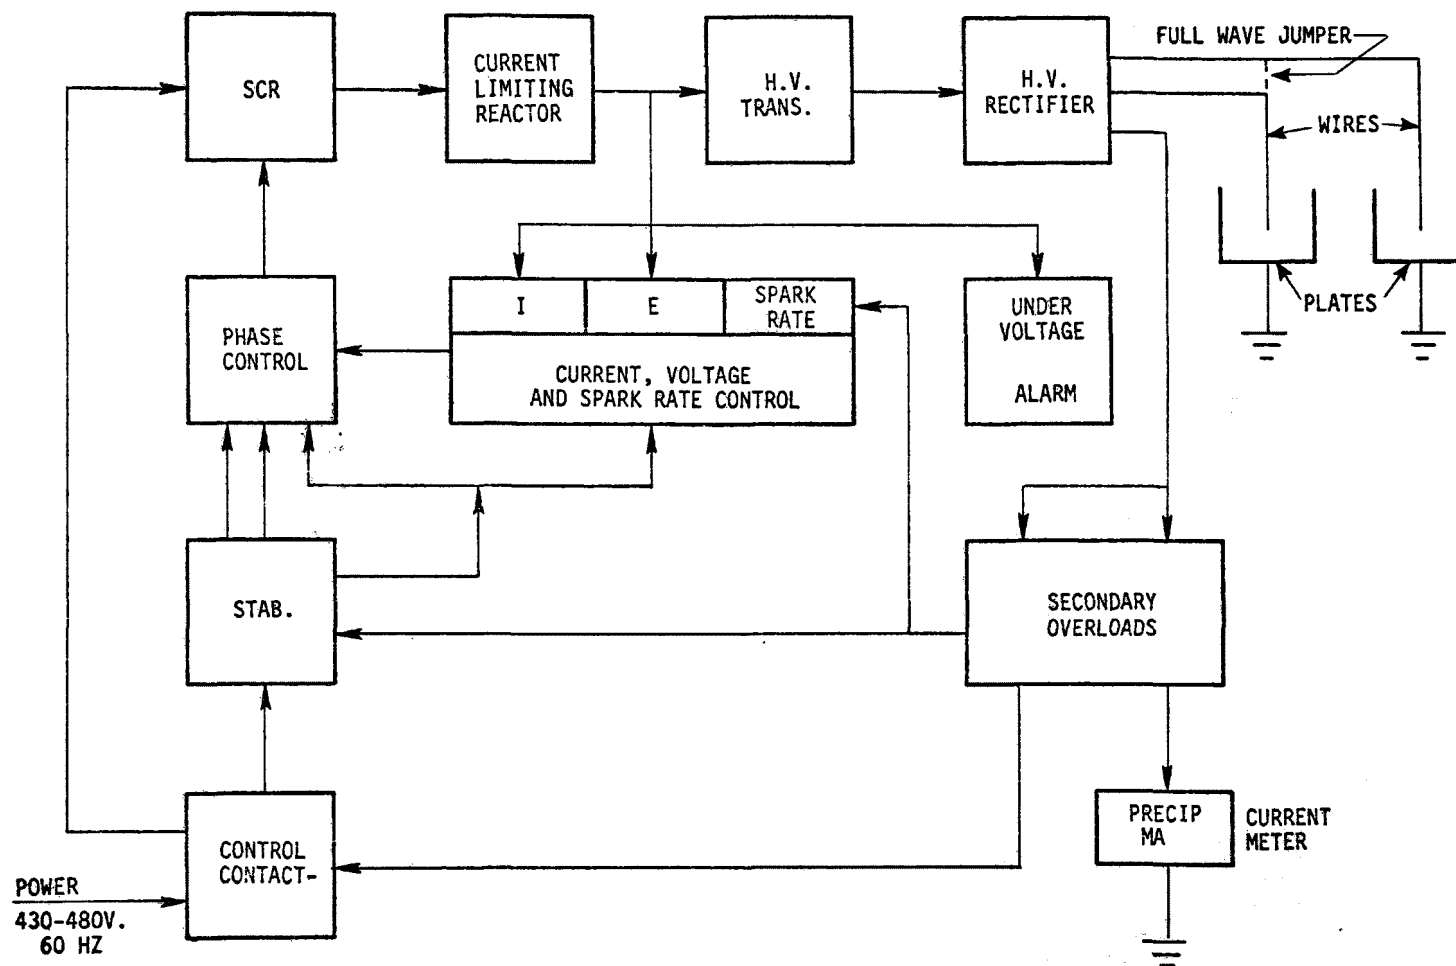 FULL WAVE JUMPER
SCR
CURRENT
LIMITING
REACTOR
H.V.
TRANS.
H.V.
RECTIFIER
WIRES
PLATES
PHASE
CONTROL
I
E
SPARK
RATE
CURRENT, VOLTAGE
AND SPARK RATE CONTROL
UNDER
VOLTAGE
ALARM
STAB.
SECONDARY
OVERLOADS
CONTROL
CONTACT-
PRECIP
MA
CURRENT
METER
POWER
430-480V.
60 HZ